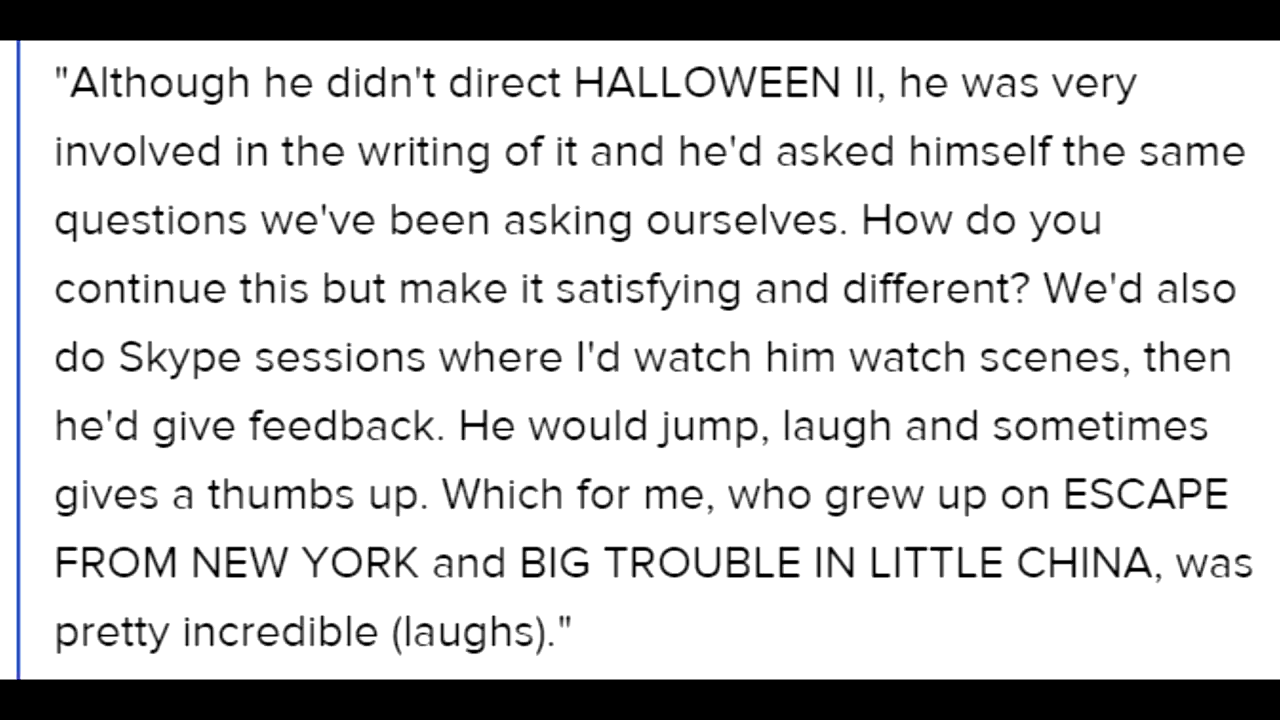 "Although he didn't direct HALLOWEEN II, he was very
involved in the writing of it and he'd asked himself the same
questions we've been asking ourselves. How do you
continue this but make it satisfying and different? We'd also
do Skype sessions where I'd watch him watch scenes, then
he'd give feedback. He would jump, laugh and sometimes
gives a thumbs up. Which for me, who grew up on ESCAPE
FROM NEW YORK and BIG TROUBLE IN LITTLE CHINA, was
pretty incredible (laughs)."